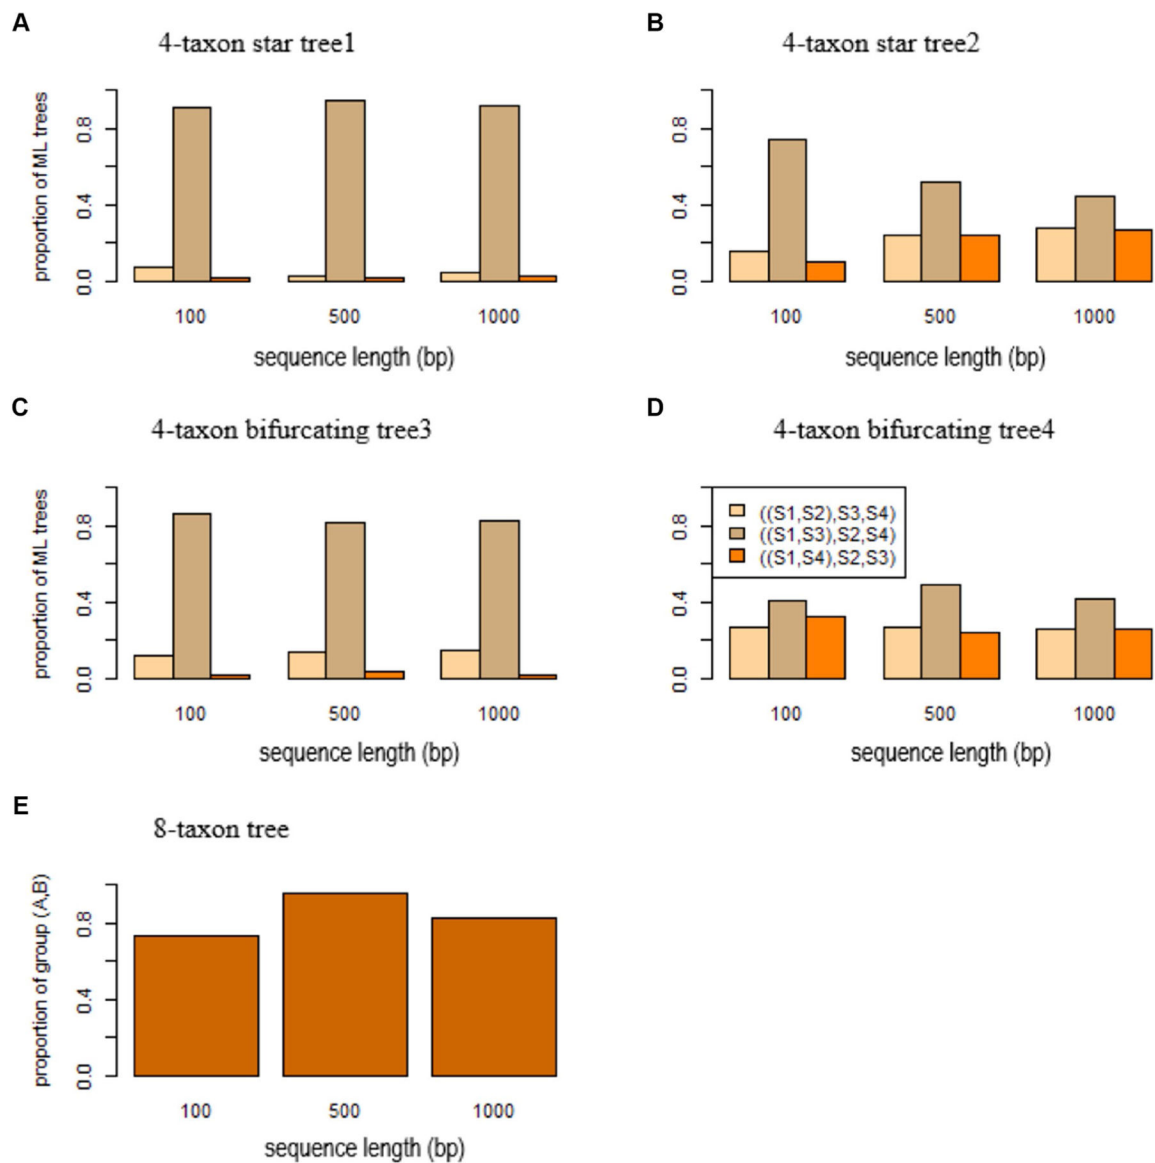 A
4-taxon star tree1
proportion of ML trees
0.0 0.4 0.8
100 500 1000
sequence length (bp)
B
4-taxon star tree2
0.0 0.4 0.8
100 500 1000
sequence length (bp)
C
4-taxon bifurcating tree3
proportion of ML trees
0.0 0.4 0.8
100 500 1000
sequence length (bp)
D
4-taxon bifurcating tree4
0.0 0.4 0.8
((S1,S2),S3,S4)
((S1,S3),S2,S4)
((S1,S4),S2,S3)
100 500 1000
sequence length (bp)
E
8-taxon tree
proportion of group (A,B)
0.0 0.4 0.8
100 500 1000
sequence length (bp)